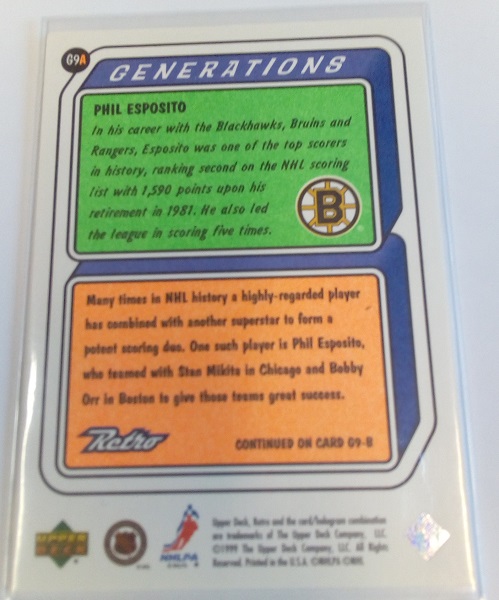 G9A
GENERATIONS
PHIL ESPOSITO
In his career with the Blackhawks, Bruins and
Rangers, Esposito was one of the top scorers
in history, ranking second on the NHL scoring
list with 1,590 points upon his
retirement in 1981. He also led
the league in scoring five times.
B
Many times in NHL history a highly-regarded player
has combined with another superstar to form a
potent scoring duo. One such player is Phil Esposito,
who teamed with Stan Mikita in Chicago and Bobby
Orr in Boston to give those teams great success.
Retro
CONTINUED ON CARD G9-B
UPPER
DECK
NHL
NHLPA
Upper Deck, Retro and the card/hologram combination
are trademarks of The Upper Deck Company, LLC.
©1999 The Upper Deck Company, LLC. All Rights
Reserved. Printed in the U.S.A. ©NHLPA ©NHL